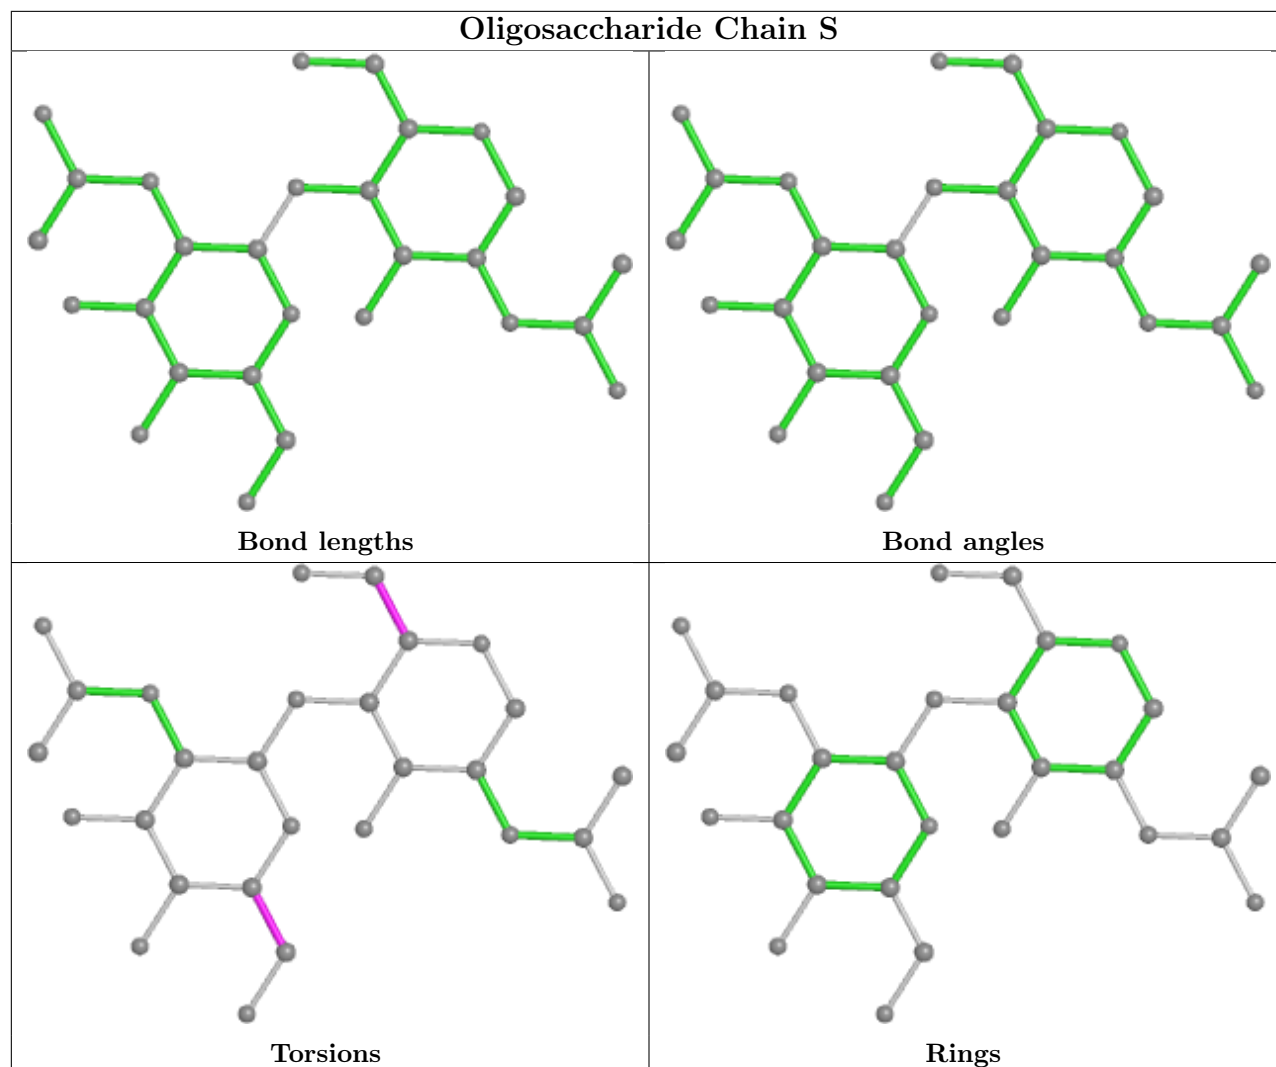 Oligosaccharide Chain S
Bond lengths
Bond angles
Torsions
Rings